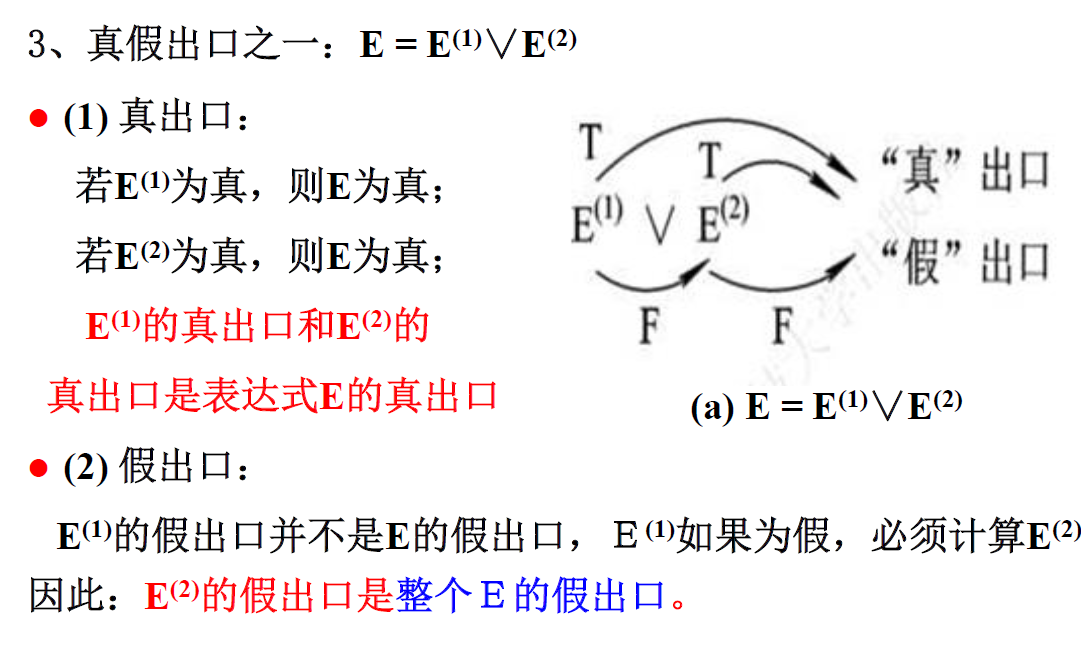 3、真假出口之一：E = E⁽¹⁾∨E⁽²⁾
● (1) 真出口：
若E⁽¹⁾为真，则E为真；
若E⁽²⁾为真，则E为真；
E⁽¹⁾的真出口和E⁽²⁾的
真出口是表达式E的真出口
T
T
“真”出口
E⁽¹⁾ ∨ E⁽²⁾
“假”出口
F
F
(a) E = E⁽¹⁾∨E⁽²⁾
● (2) 假出口：
E⁽¹⁾的假出口并不是E的假出口，E⁽¹⁾如果为假，必须计算E⁽²⁾
因此：E⁽²⁾的假出口是整个E的假出口。